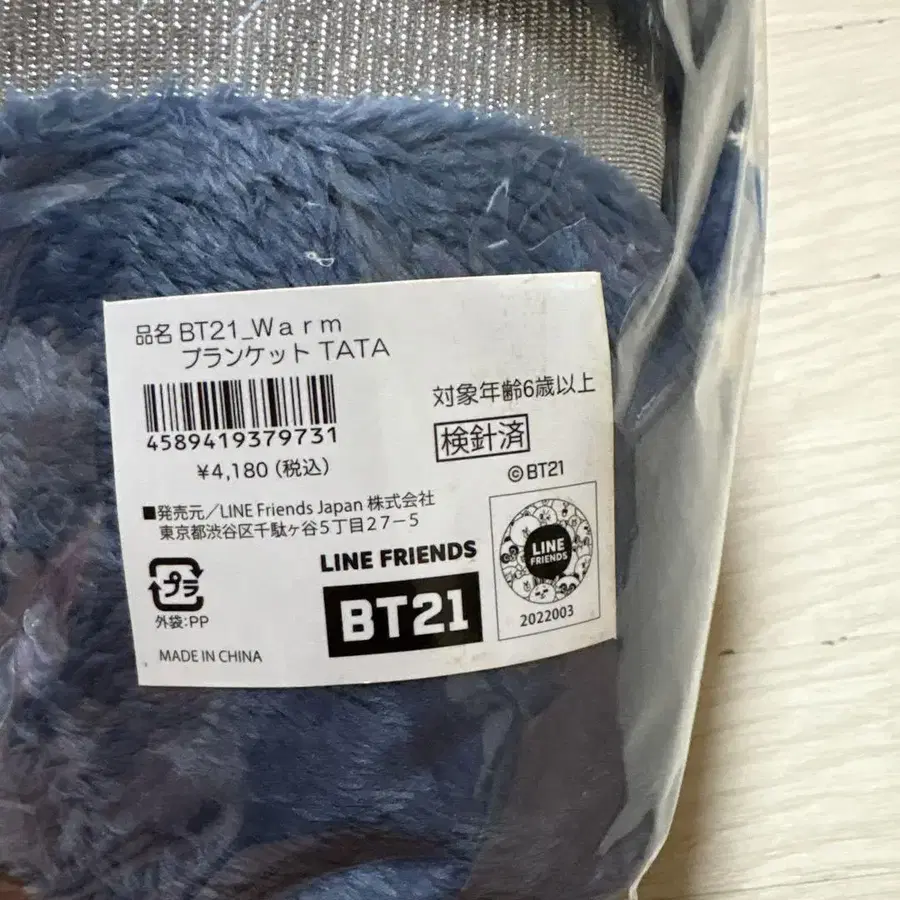 品名 BT21_Warm
ブランケット TATA
4589419379731
¥4,180(税込)
対象年齢6歳以上
検針済
©BT21
■発売元/LINE Friends Japan 株式会社
東京都渋谷区千駄ヶ谷5丁目27-5
プラ
外袋:PP
MADE IN CHINA
LINE FRIENDS
BT21
LINE
FRIENDS
2022003